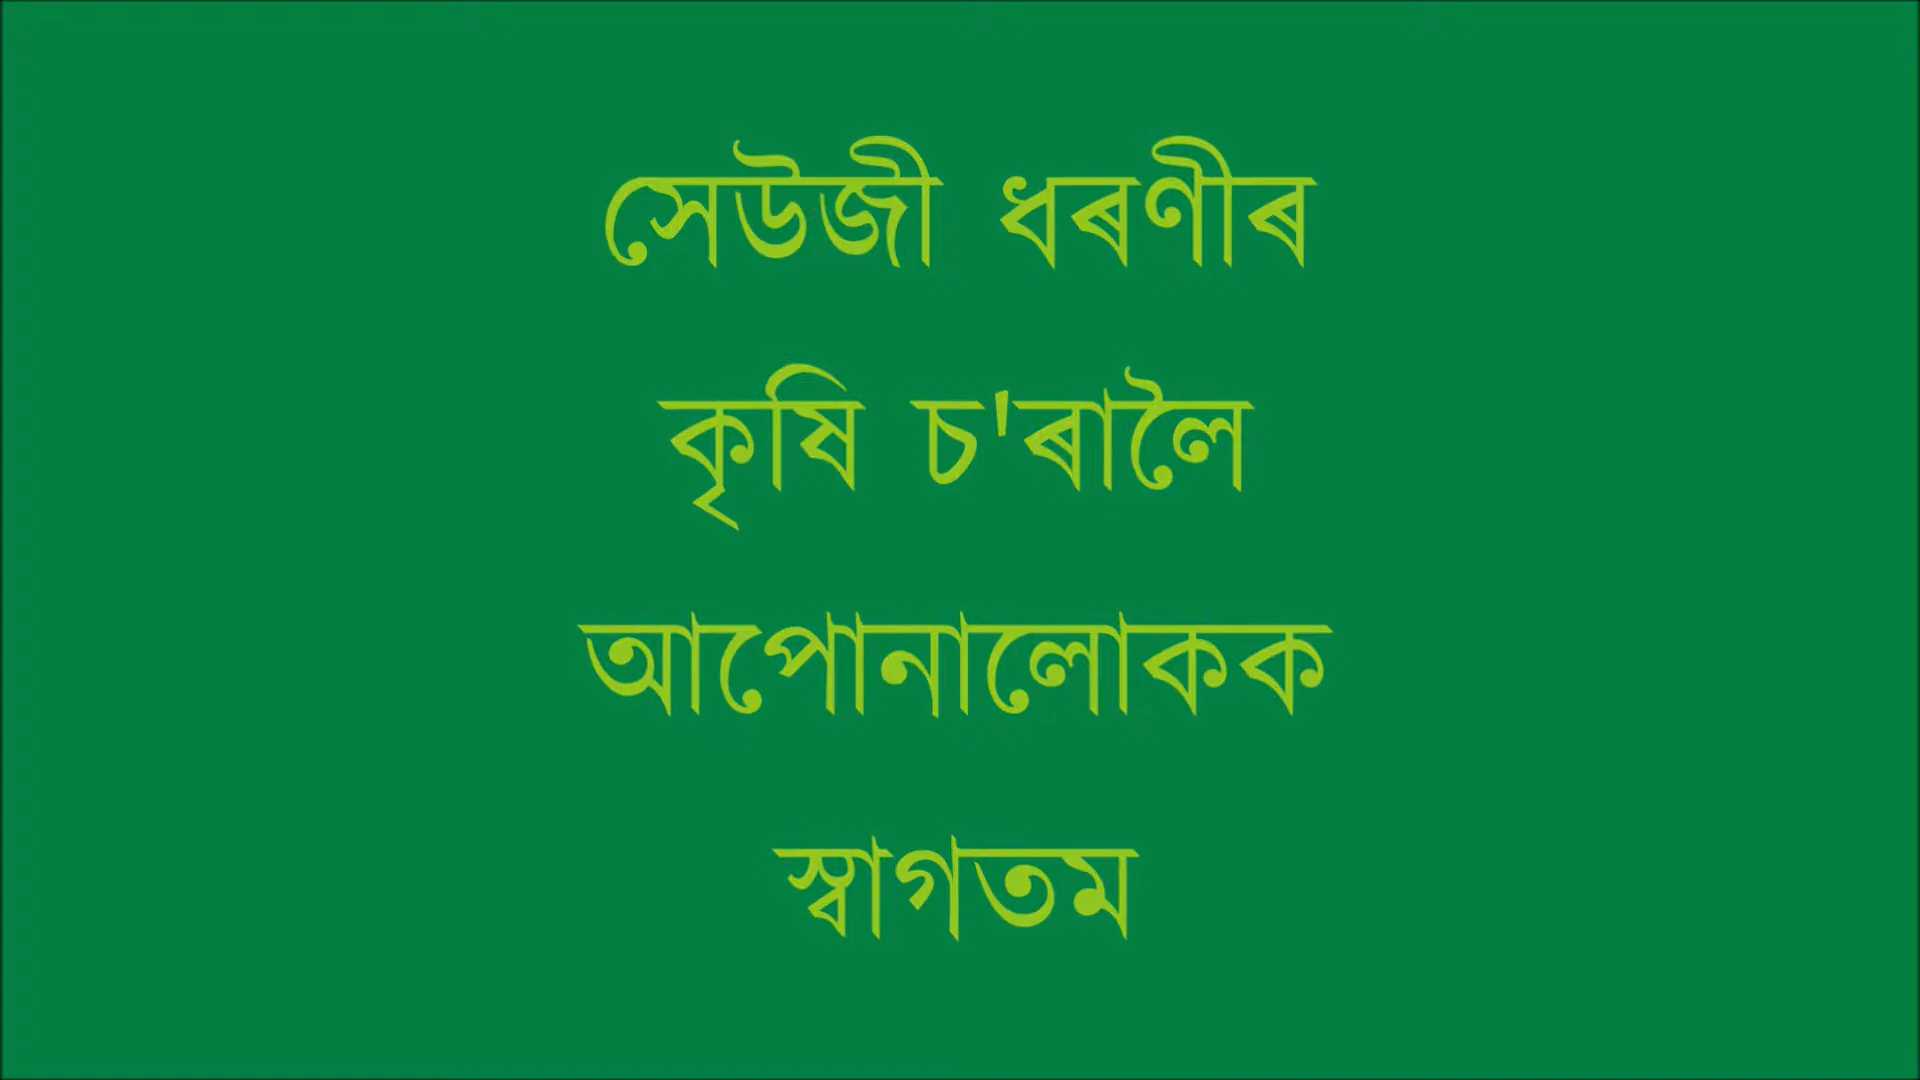 সেউজী ধৰণীৰ
কৃষি চ'ৰালৈ
আপোনালোকক
স্বাগতম